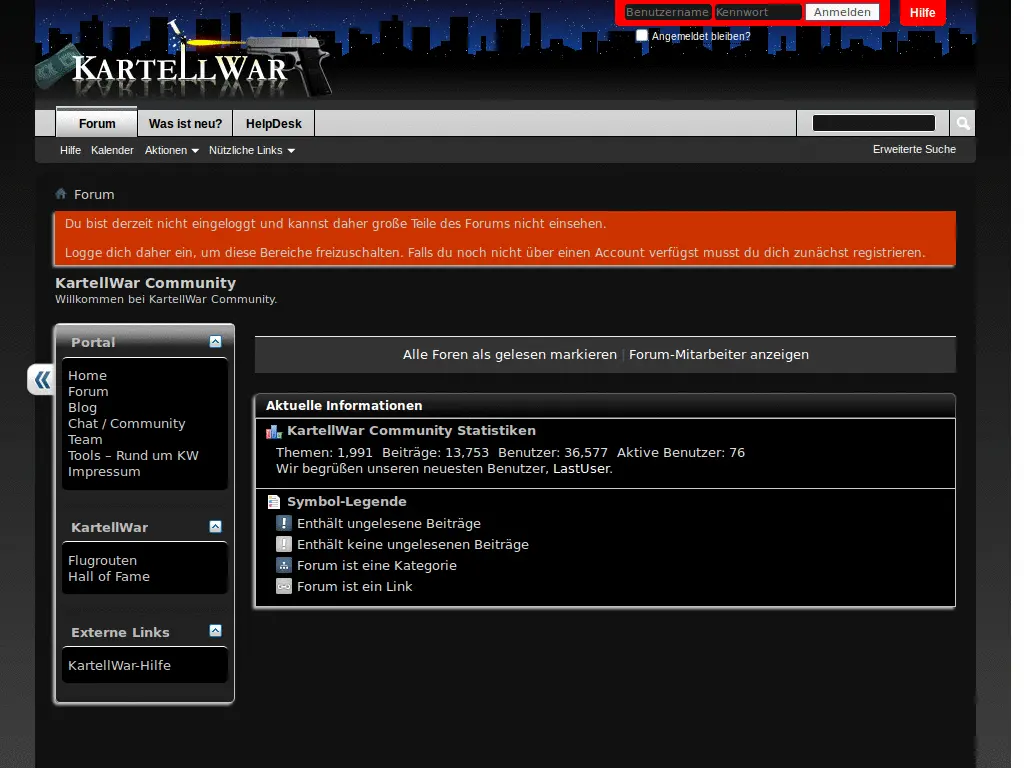 Benutzername Kennwort Anmelden Hilfe
Angemeldet bleiben?
KARTELLWAR
Forum Was ist neu? HelpDesk
Hilfe Kalender Aktionen Nützliche Links Erweiterte Suche
Forum
Du bist derzeit nicht eingeloggt und kannst daher große Teile des Forums nicht einsehen.
Logge dich daher ein, um diese Bereiche freizuschalten. Falls du noch nicht über einen Account verfügst musst du dich zunächst registrieren.
KartellWar Community
Willkommen bei KartellWar Community.
Portal
Home
Forum
Blog
Chat / Community
Team
Tools – Rund um KW
Impressum
KartellWar
Flugrouten
Hall of Fame
Externe Links
KartellWar-Hilfe
Alle Foren als gelesen markieren | Forum-Mitarbeiter anzeigen
Aktuelle Informationen
KartellWar Community Statistiken
Themen: 1,991 Beiträge: 13,753 Benutzer: 36,577 Aktive Benutzer: 76
Wir begrüßen unseren neuesten Benutzer, LastUser.
Symbol-Legende
Enthält ungelesene Beiträge
Enthält keine ungelesenen Beiträge
Forum ist eine Kategorie
Forum ist ein Link